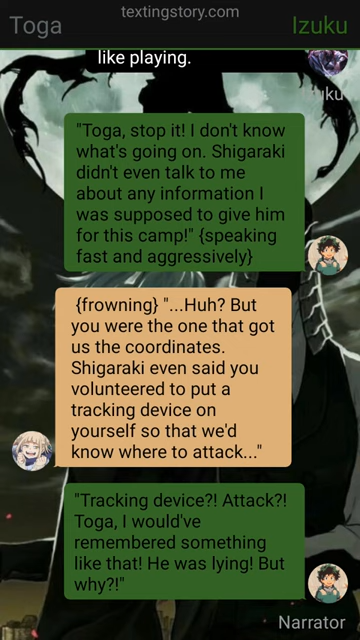 textingstory.com
Toga
Izuku
like playing.
uku
"Toga, stop it! I don't know
what's going on. Shigaraki
didn't even talk to me
about any information I
was supposed to give him
for this camp!" {speaking
fast and aggressively}
{frowning} "...Huh? But
you were the one that got
us the coordinates.
Shigaraki even said you
volunteered to put a
tracking device on
yourself so that we'd
know where to attack..."
"Tracking device?! Attack?!
Toga, I would've
remembered something
like that! He was lying! But
why?!"
Narrator